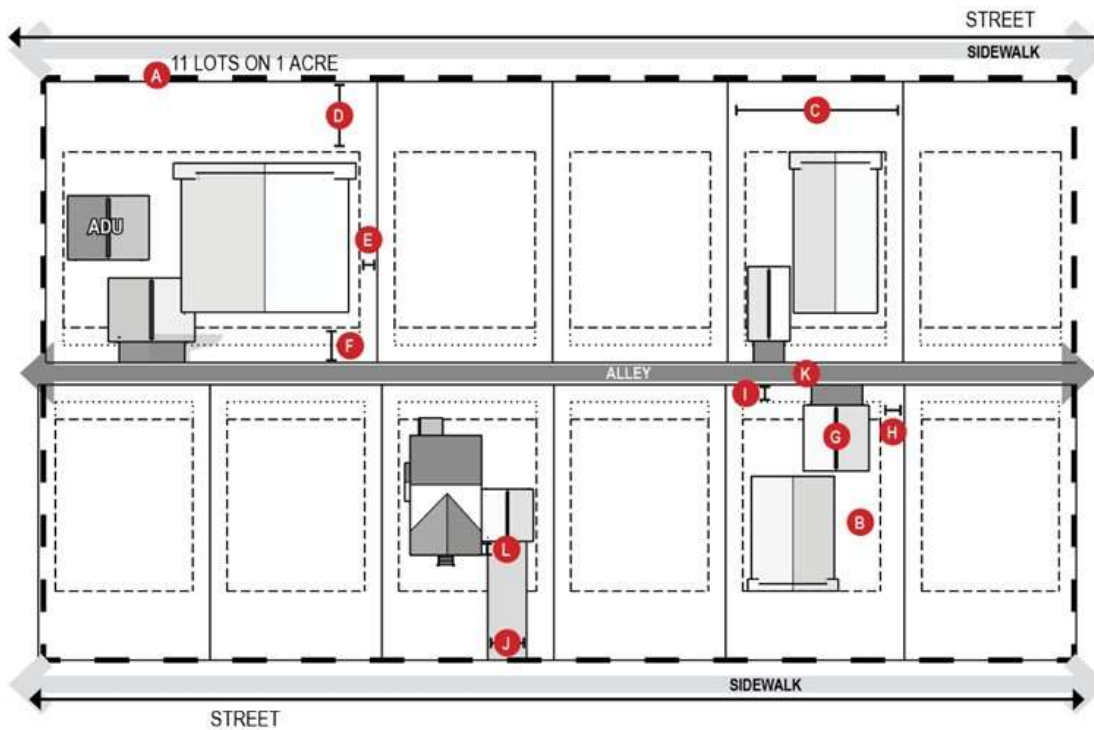 STREET
SIDEWALK
A 11 LOTS ON 1 ACRE
D
C
ADU
E
F
ALLEY
K
I
H
G
B
L
J
SIDEWALK
STREET